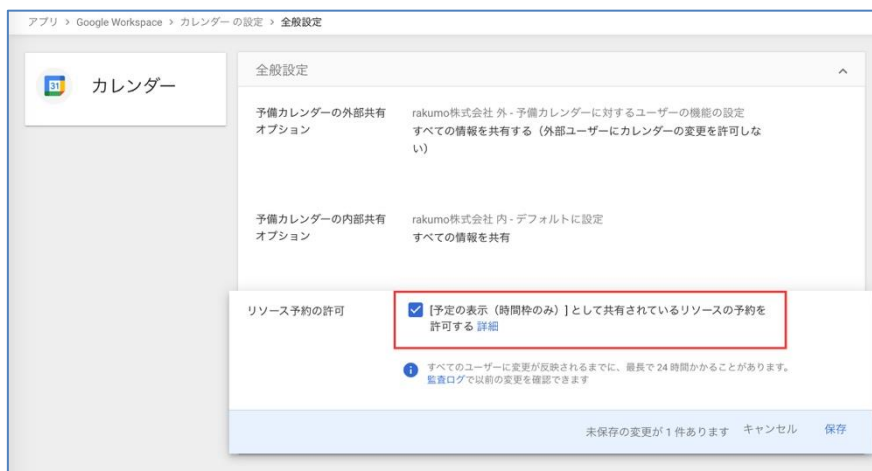 アプリ > Google Workspace > カレンダー の設定 > 全般設定
31
カレンダー
全般設定
予備カレンダーの外部共有
オプション
rakumo株式会社 外 - 予備カレンダーに対するユーザーの機能の設定
すべての情報を共有する（外部ユーザーにカレンダーの変更を許可しな
い）
予備カレンダーの内部共有
オプション
rakumo株式会社 内 - デフォルトに設定
すべての情報を共有
リソース予約の許可
[予定の表示（時間枠のみ）] として共有されているリソースの予約を
許可する 詳細
すべてのユーザーに変更が反映されるまでに、最長で 24 時間かかることがあります。
監査ログで以前の変更を確認できます
未保存の変更が 1 件あります キャンセル 保存